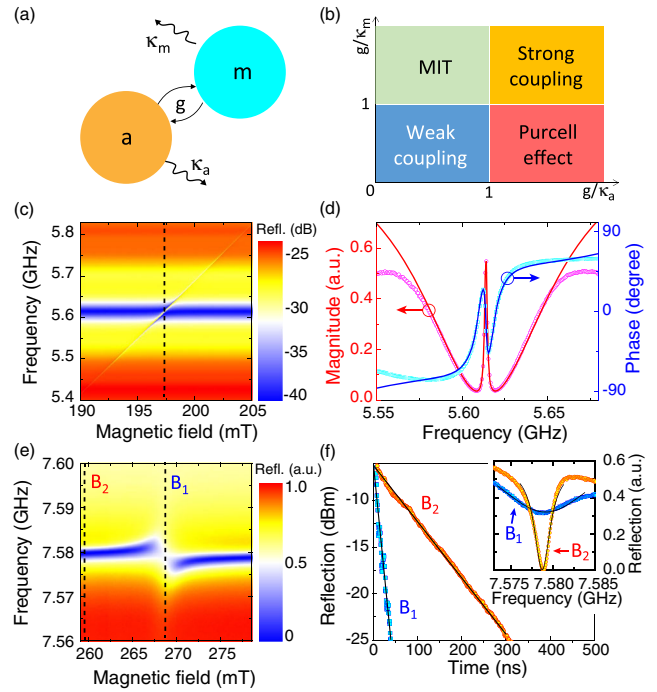 (a)
κm
m
g
a
κa
(b)
g/κm
MIT
Strong
coupling
1
Weak
coupling
Purcell
effect
0
1
g/κa
(c)
Refl. (dB)
5.8
5.7
5.6
5.5
5.4
-25
-30
-35
-40
190
195
200
205
Frequency (GHz)
Magnetic field (mT)
(d)
0.6
0.4
0.2
0.0
90
0
-90
5.55
5.60
5.65
Magnitude (a.u.)
Phase (degree)
Frequency (GHz)
(e)
Refl. (a.u.)
B2
B1
7.60
7.59
7.58
7.57
7.56
1.0
0.5
0
260
265
270
275
Frequency (GHz)
Magnetic field (mT)
(f)
-10
-15
-20
-25
0
100
200
300
400
500
Reflection (dBm)
Time (ns)
B2
B1
B1
B2
0.6
0.4
0.2
0.0
7.575
7.580
7.585
Reflection (a.u.)
Frequency (GHz)